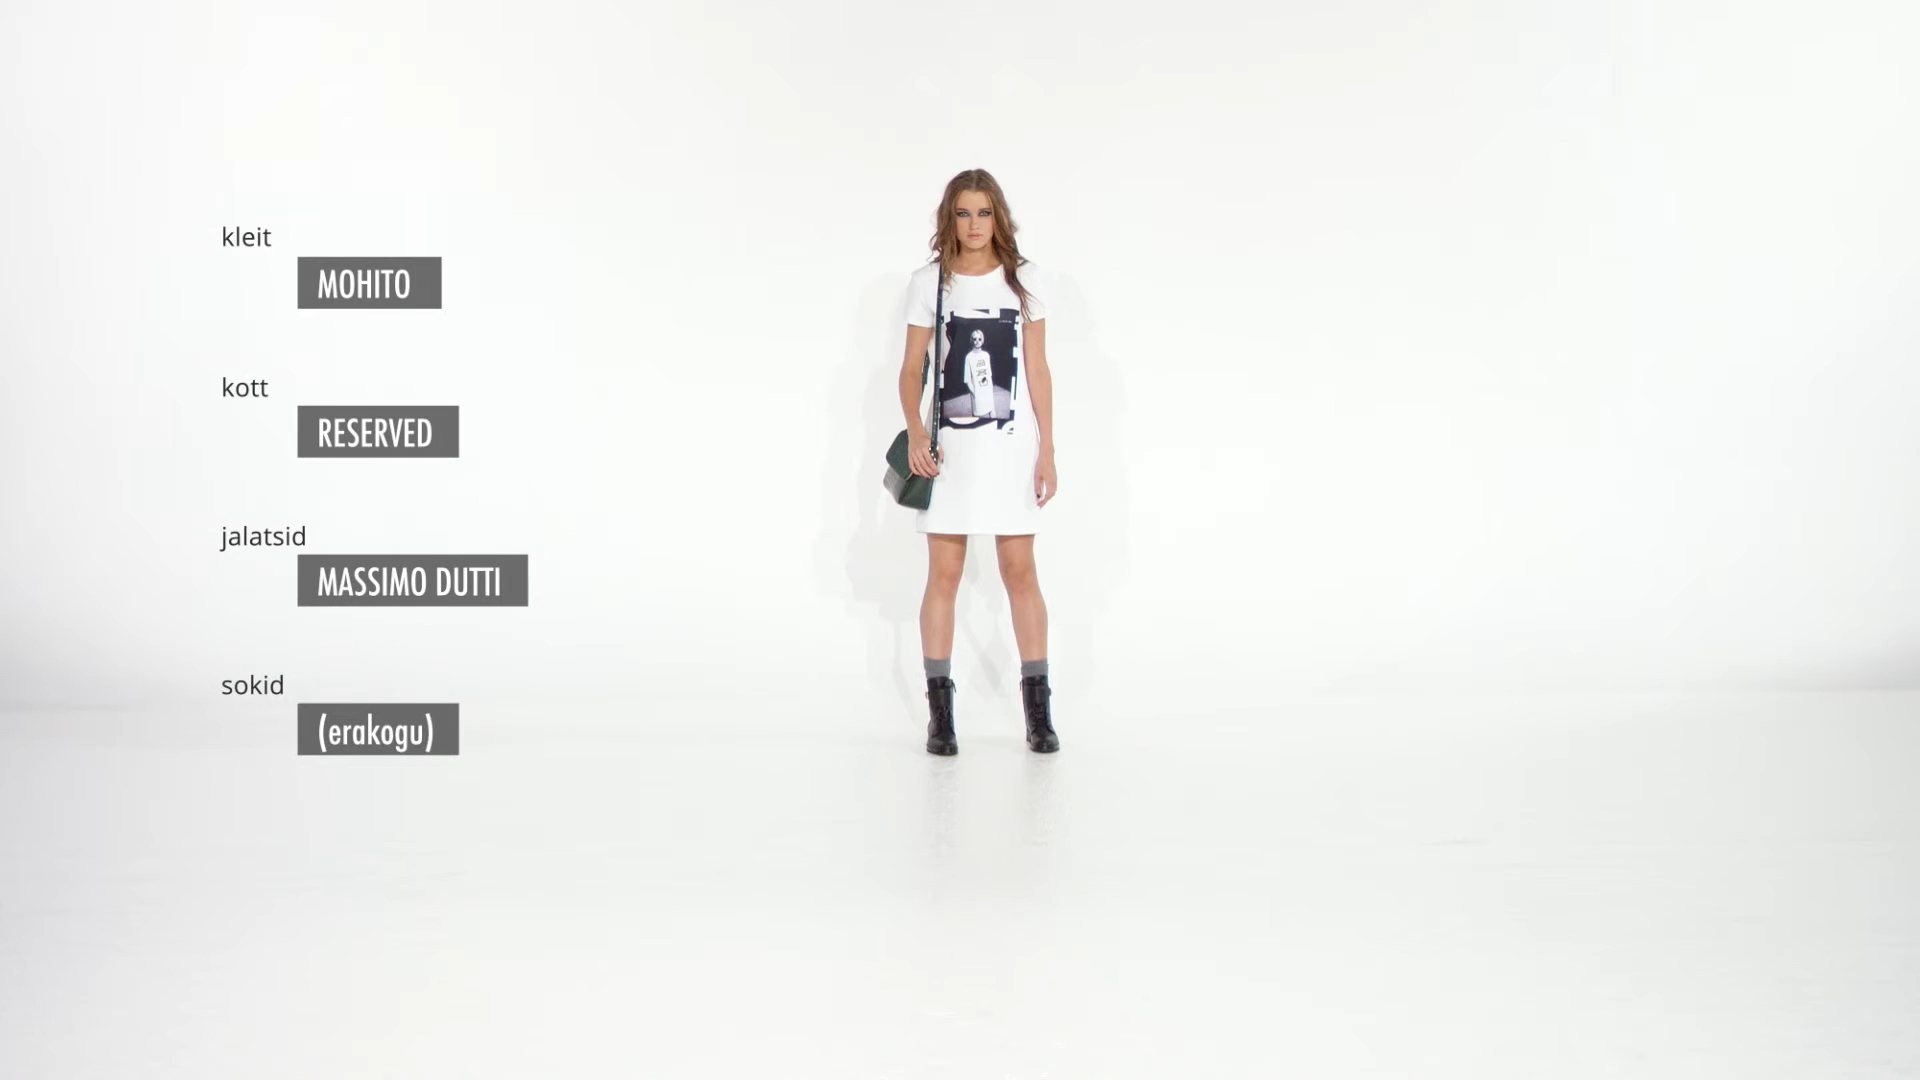 kleit
MOHITO
kott
RESERVED
jalatsid
MASSIMO DUTTI
sokid
(erakogu)